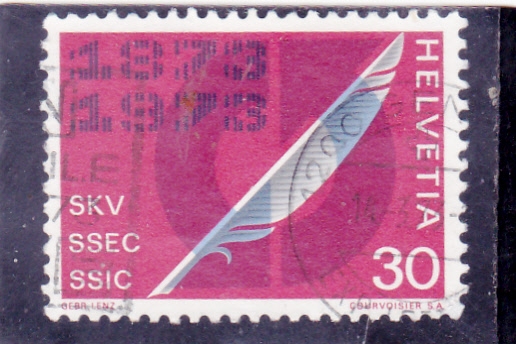 1873
1973
HELVETIA
SKV
SSEC
SSIC
30
GEBR. LENZ
COURVOISIER S.A.